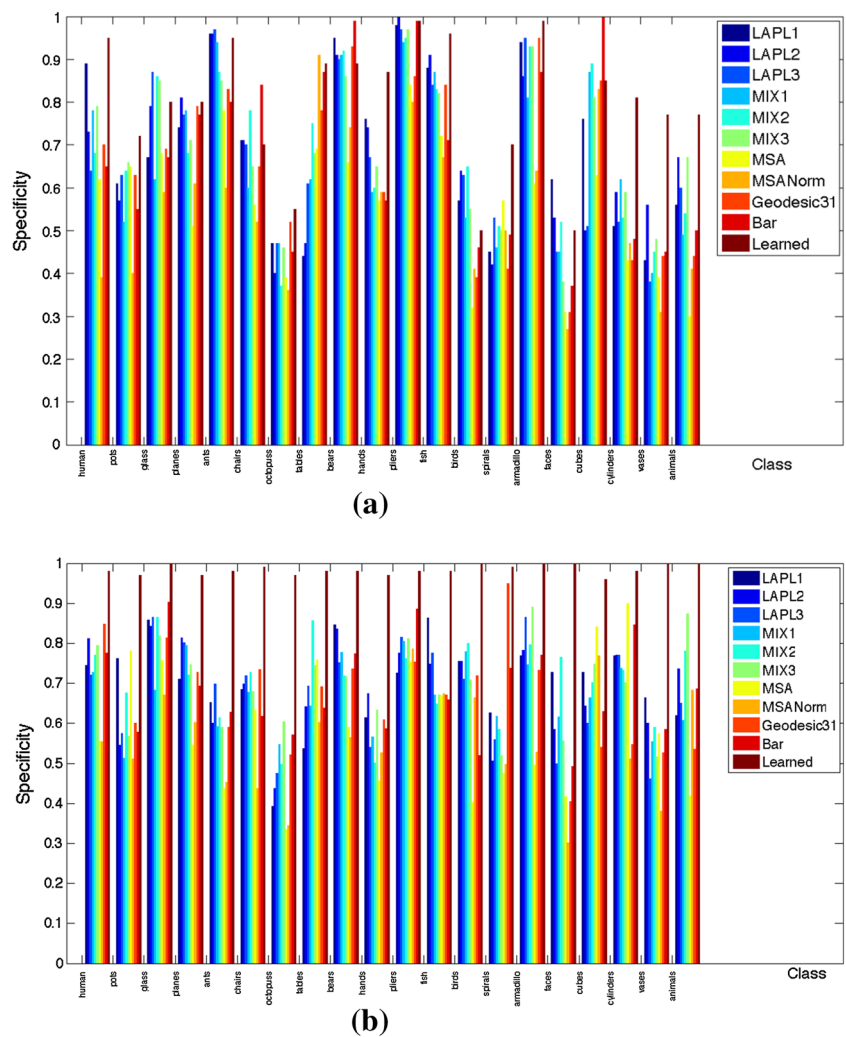 1
0.9
0.8
0.7
0.6
0.5
0.4
0.3
0.2
0.1
0
Specificity
LAPL1
LAPL2
LAPL3
MIX1
MIX2
MIX3
MSA
MSANorm
Geodesic31
Bar
Learned
human
pots
glass
planes
ants
chairs
octopuss
tables
bears
hands
pliers
fish
birds
spirals
armadillo
faces
cubes
cylinders
vases
animals
Class
(a)
1
0.9
0.8
0.7
0.6
0.5
0.4
0.3
0.2
0.1
0
Specificity
LAPL1
LAPL2
LAPL3
MIX1
MIX2
MIX3
MSA
MSANorm
Geodesic31
Bar
Learned
human
pots
glass
planes
ants
chairs
octopuss
tables
bears
hands
pliers
fish
birds
spirals
armadillo
faces
cubes
cylinders
vases
animals
Class
(b)